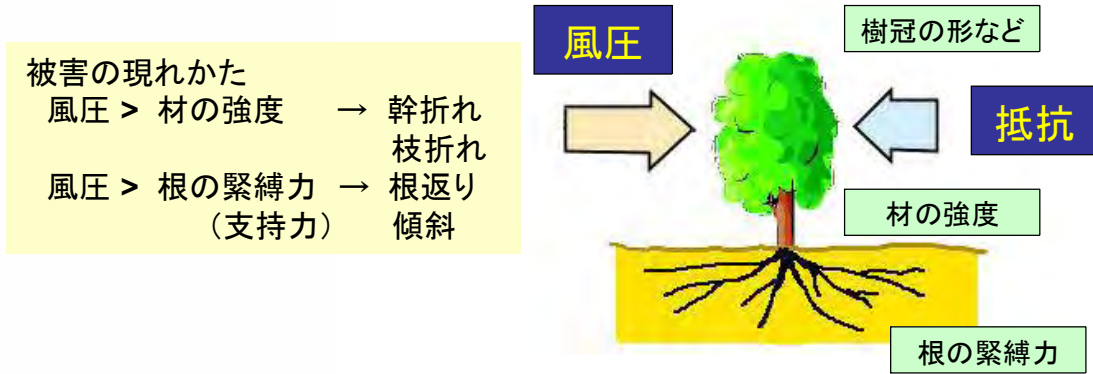 被害の現れかた
風圧 > 材の強度 → 幹折れ
枝折れ
風圧 > 根の緊縛力 → 根返り
（支持力） 傾斜
風圧
樹冠の形など
抵抗
材の強度
根の緊縛力